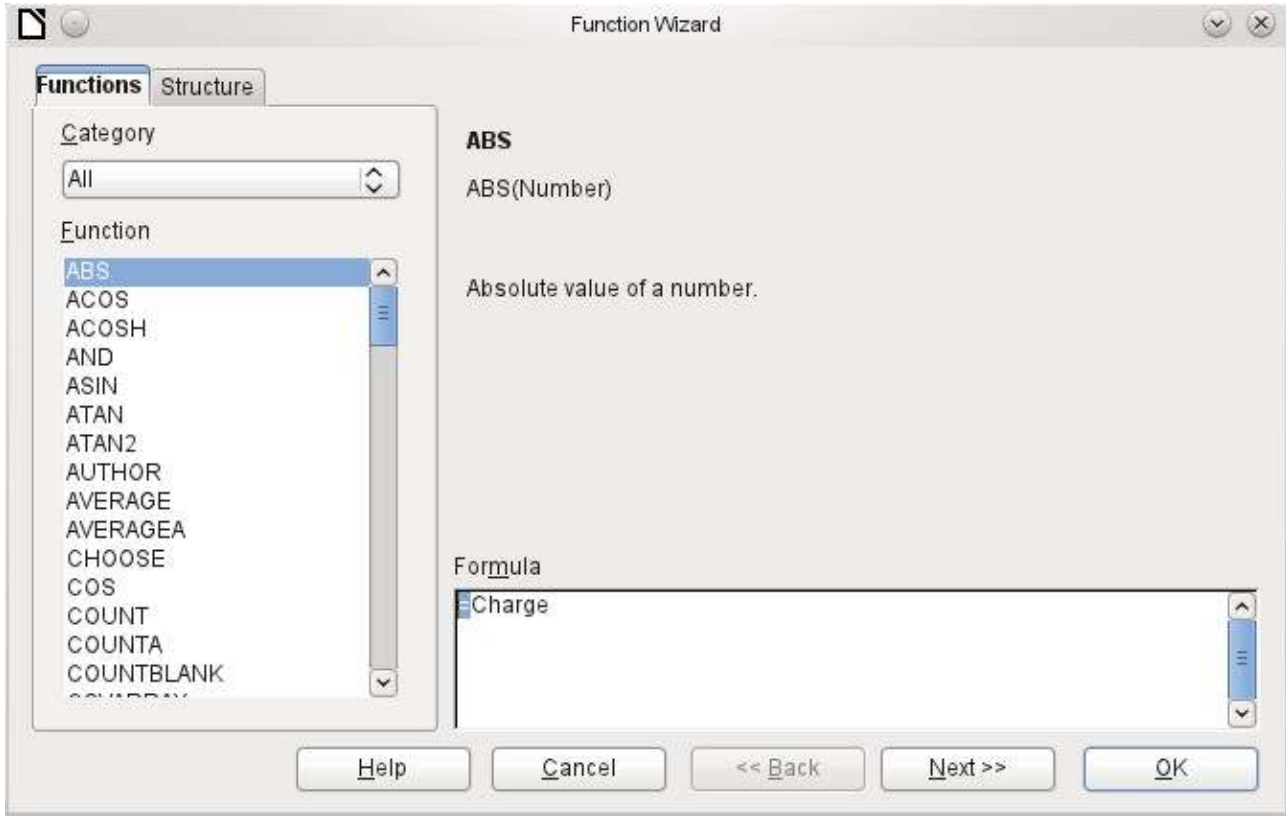 Function Wizard
Functions Structure
Category
All
Function
ABS
ACOS
ACOSH
AND
ASIN
ATAN
ATAN2
AUTHOR
AVERAGE
AVERAGEA
CHOOSE
COS
COUNT
COUNTA
COUNTBLANK
ABS
ABS(Number)
Absolute value of a number.
Formula
=Charge
Help Cancel << Back Next >> OK